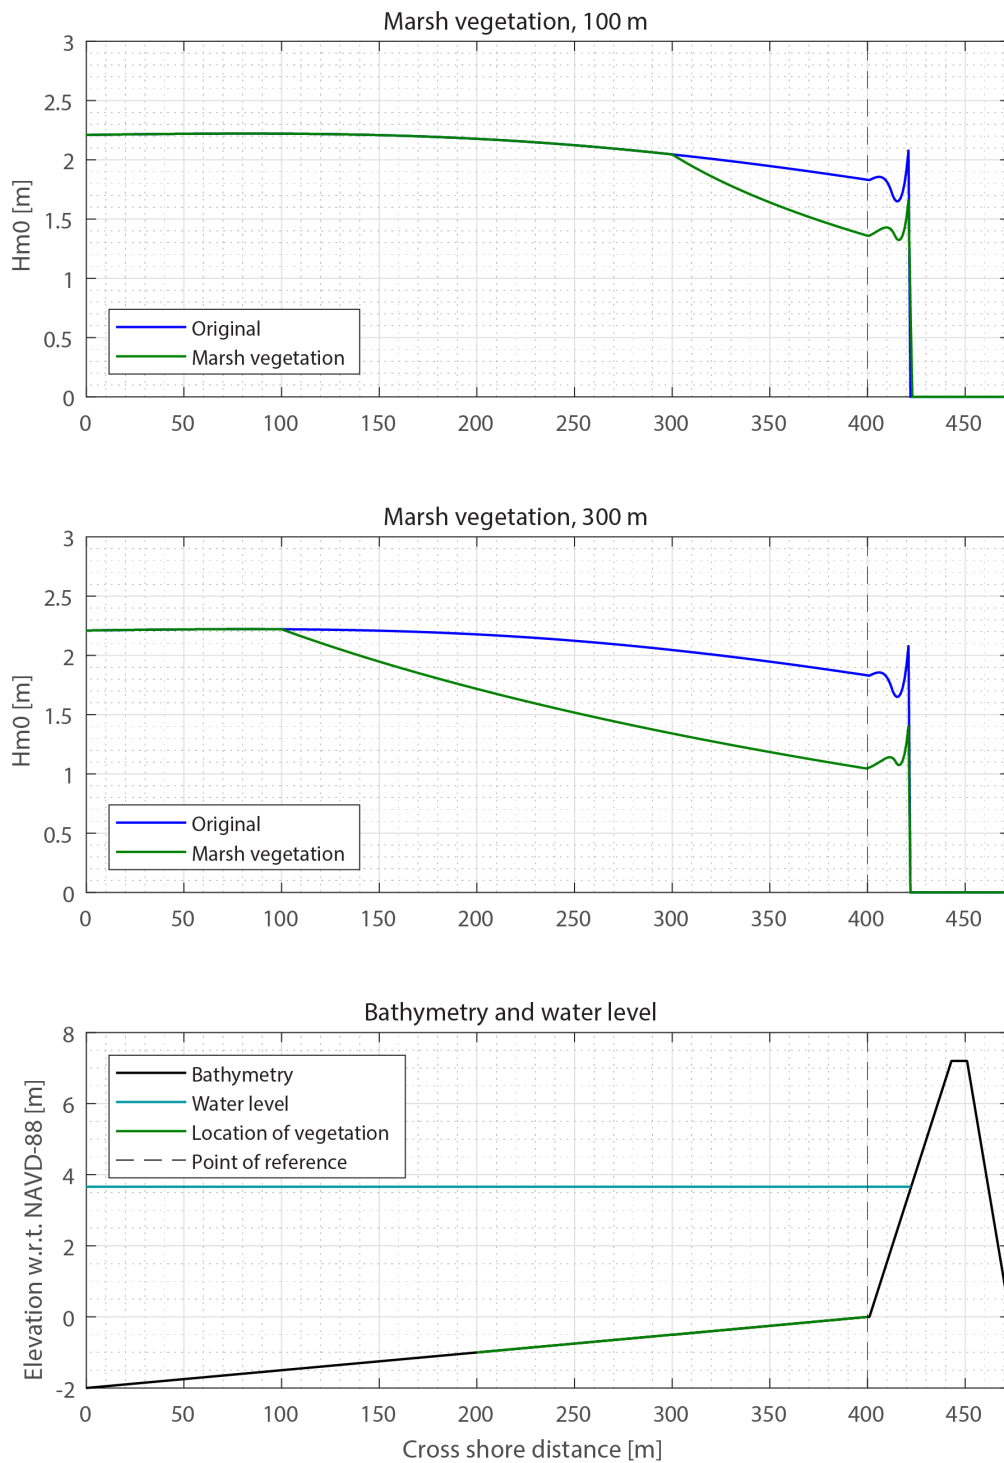 Marsh vegetation, 100 m
3
2.5
2
1.5
1
0.5
0
Hm0 [m]
Original
Marsh vegetation
0 50 100 150 200 250 300 350 400 450
Marsh vegetation, 300 m
3
2.5
2
1.5
1
0.5
0
Hm0 [m]
Original
Marsh vegetation
0 50 100 150 200 250 300 350 400 450
Bathymetry and water level
8
6
4
2
0
-2
Elevation w.r.t. NAVD-88 [m]
Bathymetry
Water level
Location of vegetation
Point of reference
0 50 100 150 200 250 300 350 400 450
Cross shore distance [m]